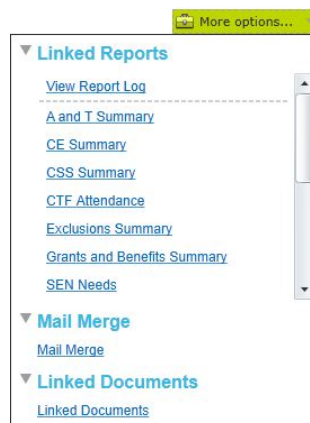 More options...
Linked Reports
View Report Log
A and T Summary
CE Summary
CSS Summary
CTF Attendance
Exclusions Summary
Grants and Benefits Summary
SEN Needs
Mail Merge
Mail Merge
Linked Documents
Linked Documents